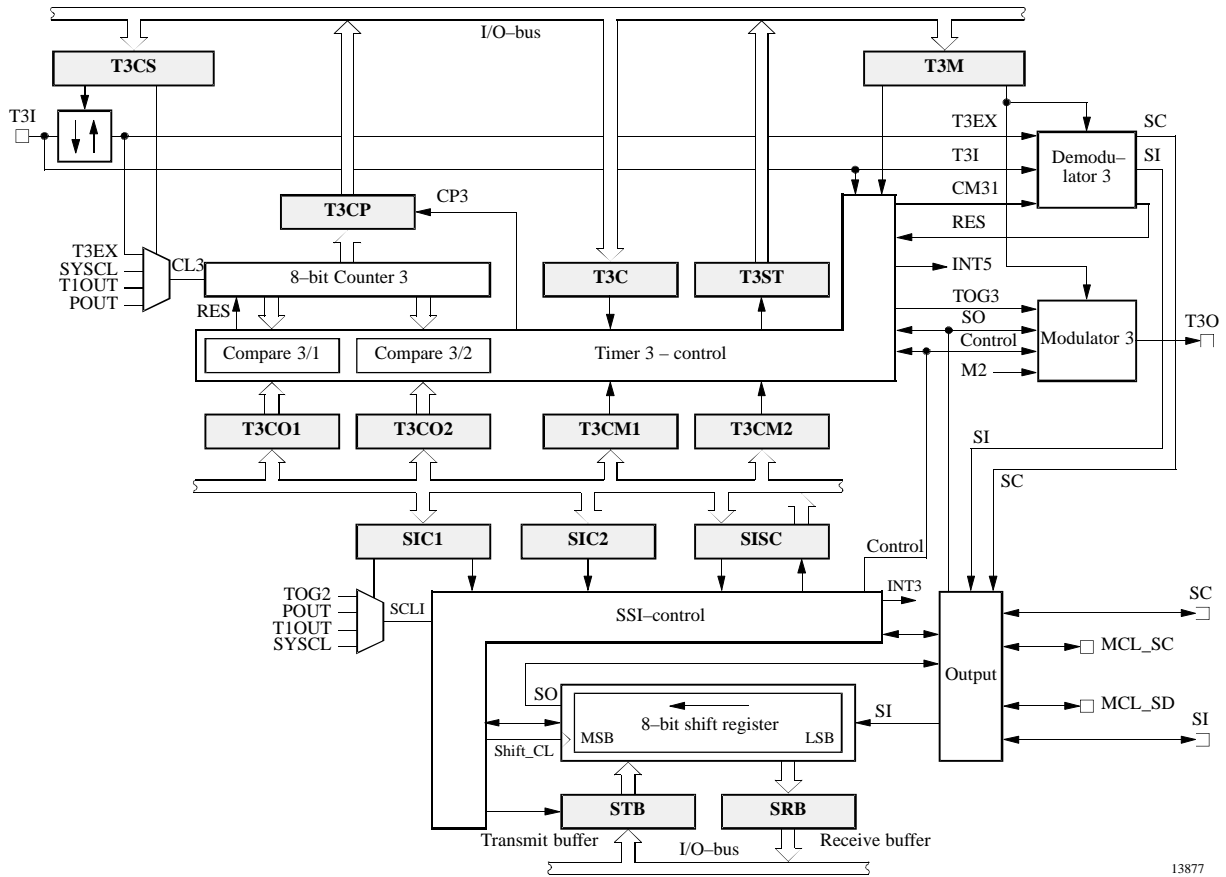 I/O–bus
T3CS
T3M
T3I
T3EX
SC
T3I
SI
Demodu–
lator 3
CM31
T3CP
CP3
RES
T3EX
SYSCL
T1OUT
POUT
CL3
8–bit Counter 3
T3C
T3ST
INT5
RES
TOG3
SO
Control
M2
Modulator 3
T3O
Compare 3/1
Compare 3/2
Timer 3 – control
T3CO1
T3CO2
T3CM1
T3CM2
SI
SC
SIC1
SIC2
SISC
Control
TOG2
POUT
T1OUT
SYSCL
SCLI
SSI–control
INT3
SC
MCL_SC
Output
MCL_SD
SI
SO
8–bit shift register
MSB
LSB
SI
Shift_CL
STB
SRB
Transmit buffer
Receive buffer
I/O–bus
13877